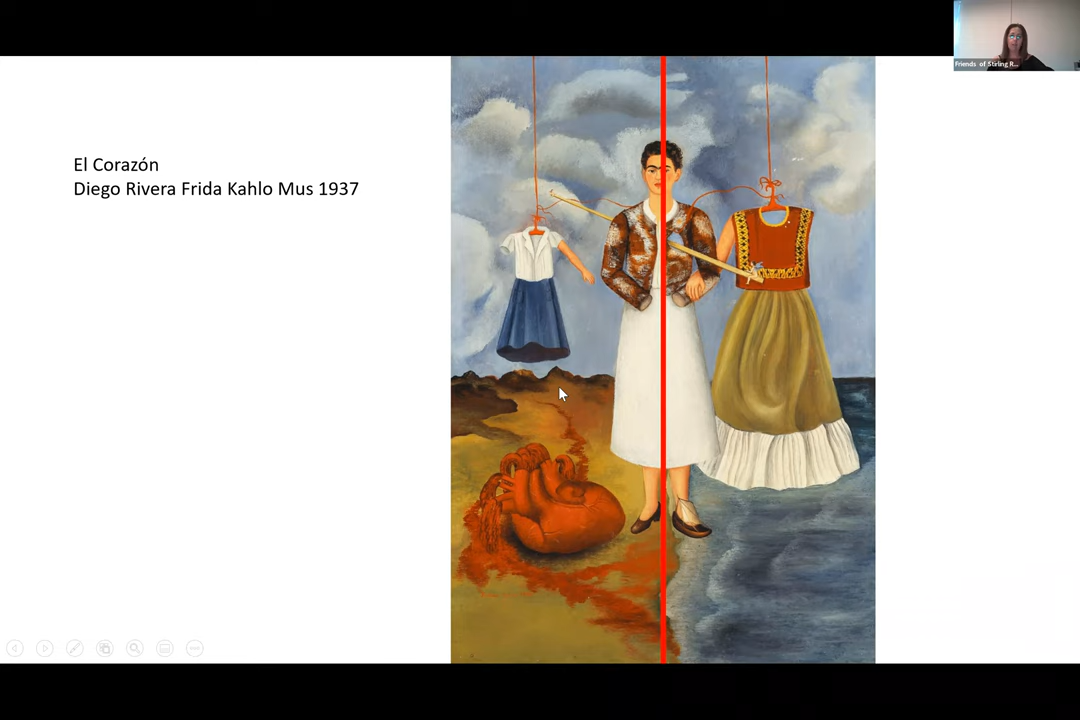 Friends of Stirling R...
El Corazón
Diego Rivera Frida Kahlo Mus 1937